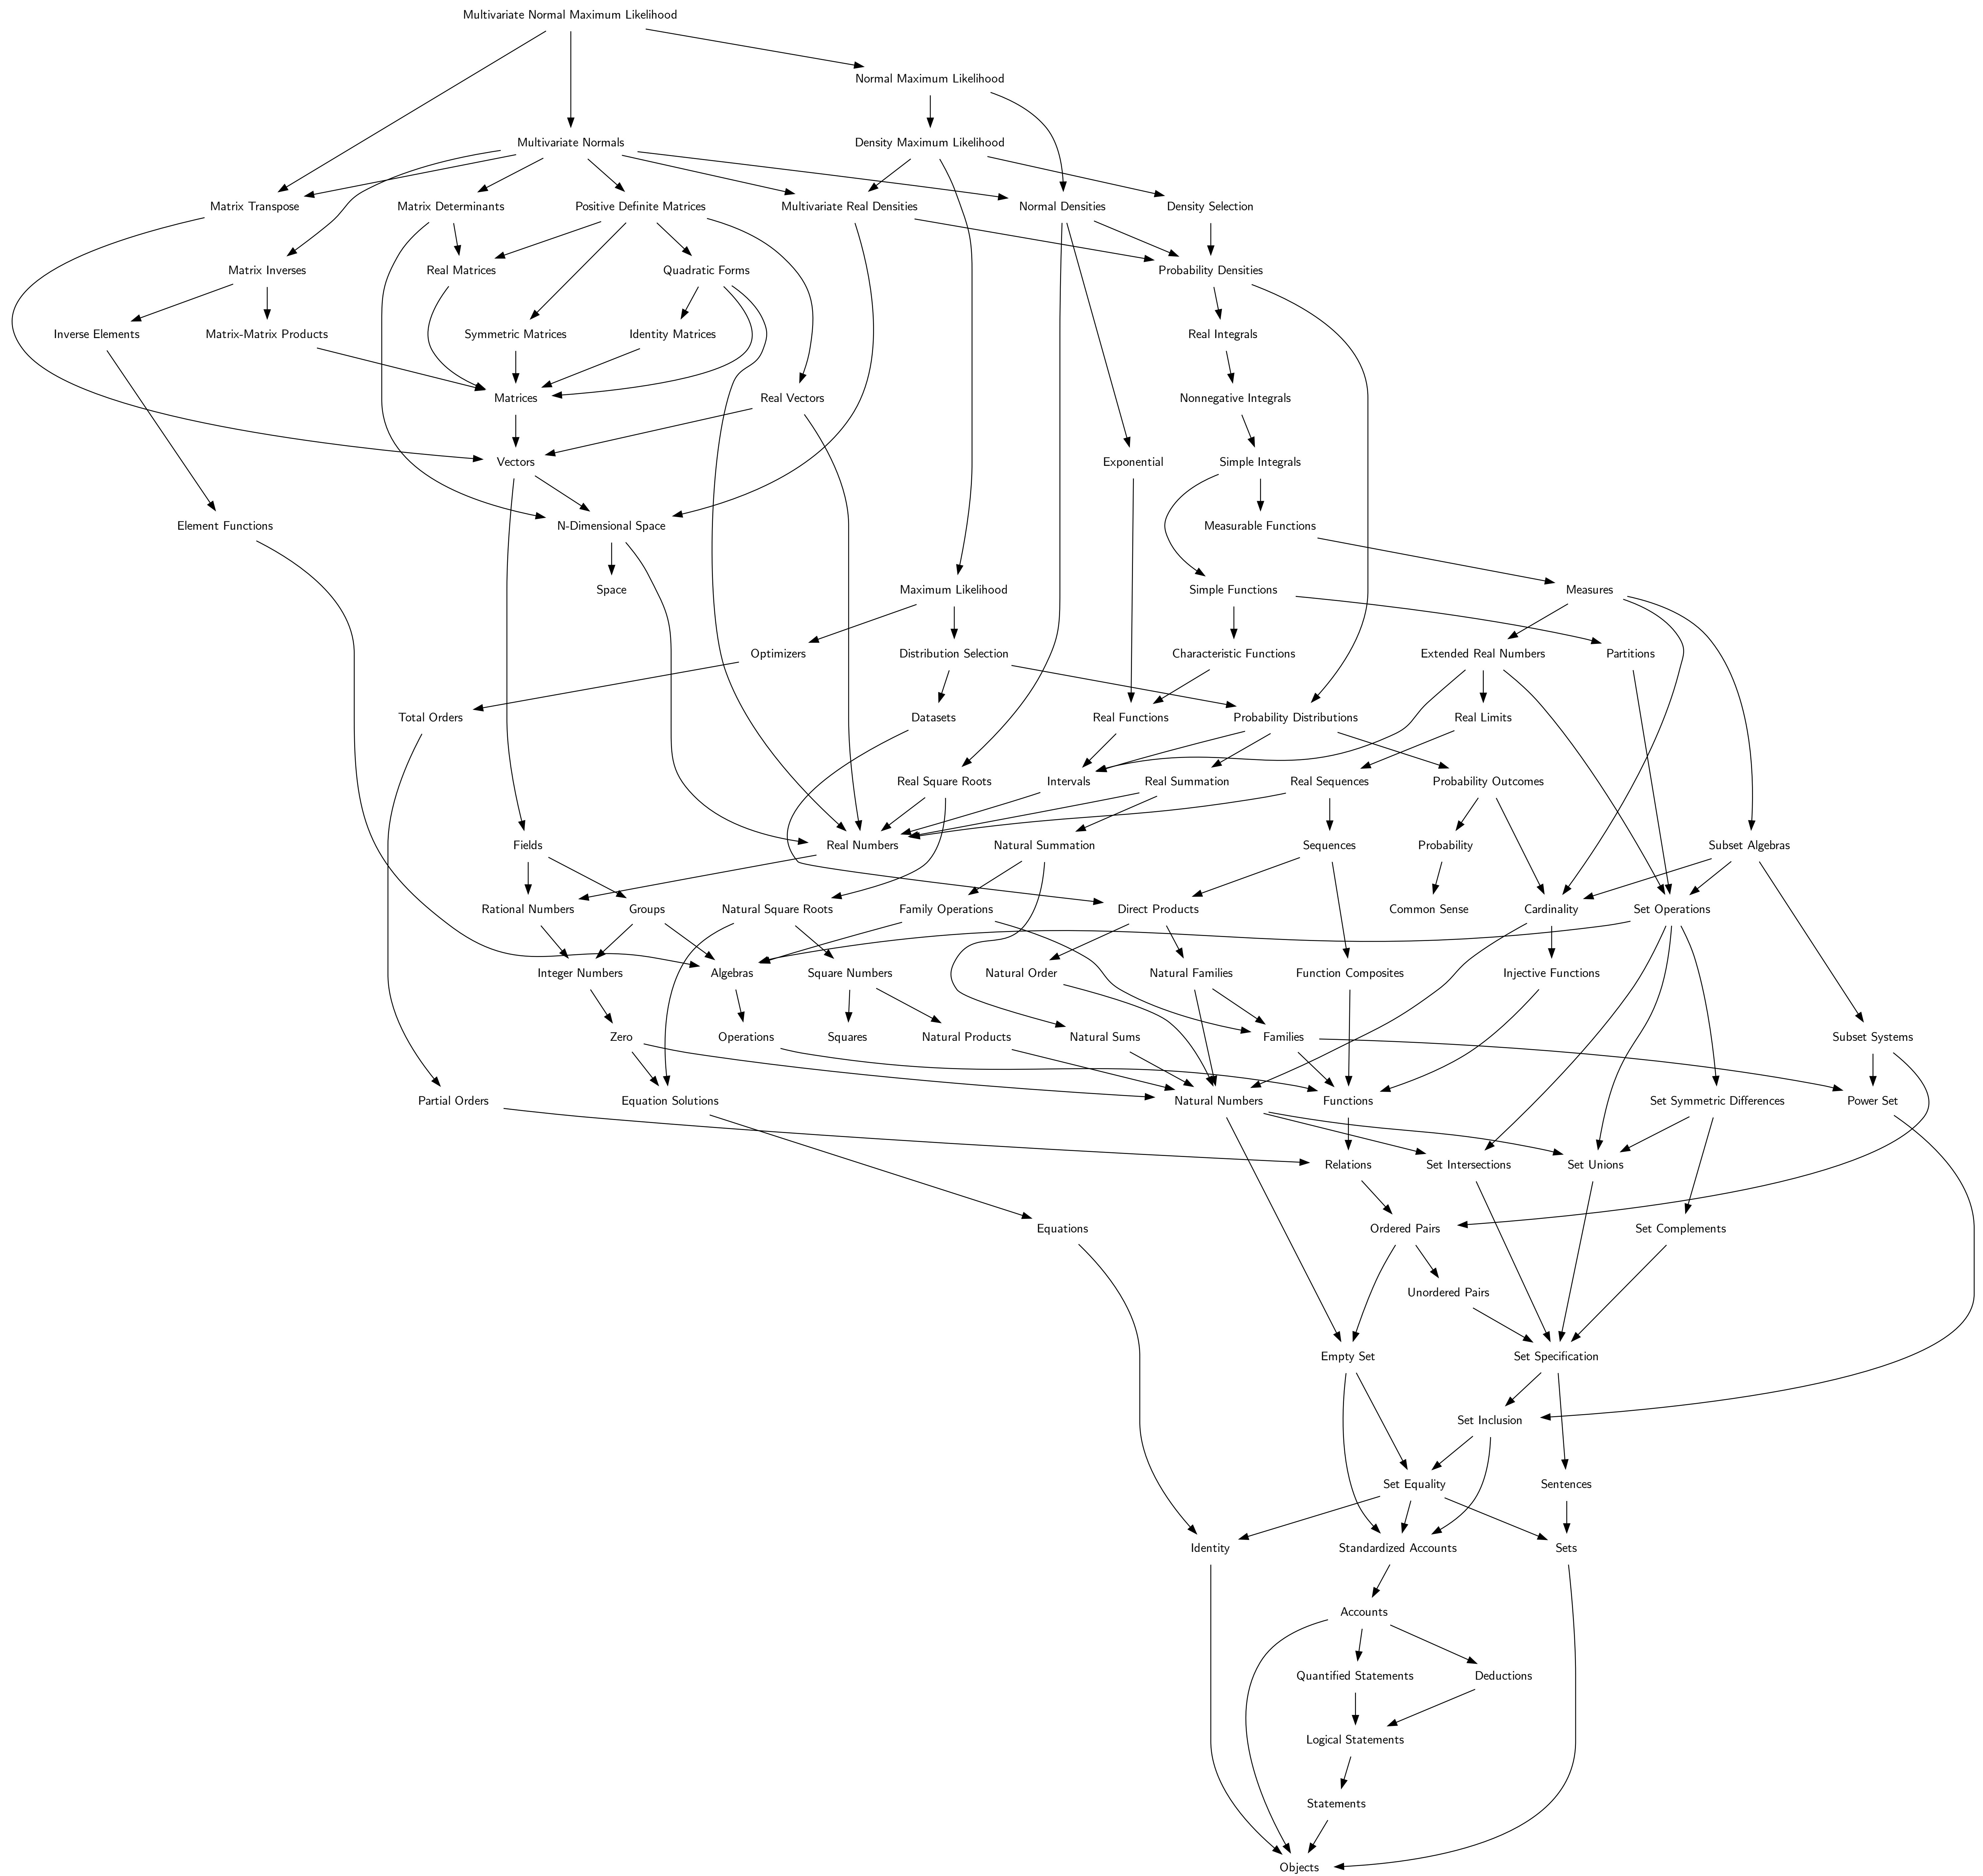 Multivariate Normal Maximum Likelihood
Normal Maximum Likelihood
Multivariate Normals
Density Maximum Likelihood
Matrix Transpose
Matrix Determinants
Positive Definite Matrices
Multivariate Real Densities
Normal Densities
Density Selection
Matrix Inverses
Real Matrices
Quadratic Forms
Probability Densities
Inverse Elements
Matrix-Matrix Products
Symmetric Matrices
Identity Matrices
Real Integrals
Matrices
Real Vectors
Nonnegative Integrals
Vectors
Exponential
Simple Integrals
Element Functions
N-Dimensional Space
Measurable Functions
Space
Maximum Likelihood
Simple Functions
Measures
Optimizers
Distribution Selection
Characteristic Functions
Extended Real Numbers
Partitions
Total Orders
Datasets
Real Functions
Probability Distributions
Real Limits
Real Square Roots
Intervals
Real Summation
Real Sequences
Probability Outcomes
Fields
Real Numbers
Natural Summation
Sequences
Probability
Subset Algebras
Rational Numbers
Groups
Natural Square Roots
Family Operations
Direct Products
Common Sense
Cardinality
Set Operations
Integer Numbers
Algebras
Square Numbers
Natural Order
Natural Families
Function Composites
Injective Functions
Zero
Operations
Squares
Natural Products
Natural Sums
Families
Subset Systems
Partial Orders
Equation Solutions
Natural Numbers
Functions
Set Symmetric Differences
Power Set
Relations
Set Intersections
Set Unions
Equations
Ordered Pairs
Set Complements
Unordered Pairs
Empty Set
Set Specification
Set Inclusion
Set Equality
Sentences
Identity
Standardized Accounts
Sets
Accounts
Quantified Statements
Deductions
Logical Statements
Statements
Objects